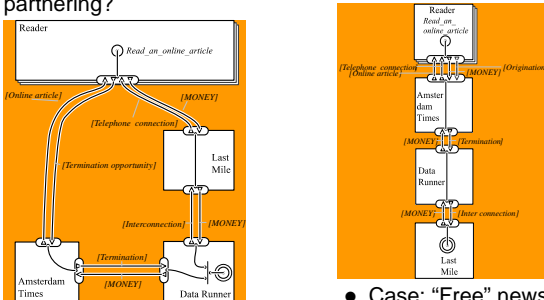 partnering?
Reader
Read_an_online_article
[Online article]
[MONEY]
[Telephone connection]
[Termination opportunity]
Last
Mile
[Interconnection]
[MONEY]
[Termination]
[MONEY]
Amsterdam
Times
Data Runner
Reader
Read_an_
online_article
[Telephone connection]
[Origination
[Online article]
[MONEY]
Amster
dam
Times
[MONEY]
[Termination]
Data
Runner
[MONEY]
[Inter connection]
Last
Mile
● Case: “Free” news